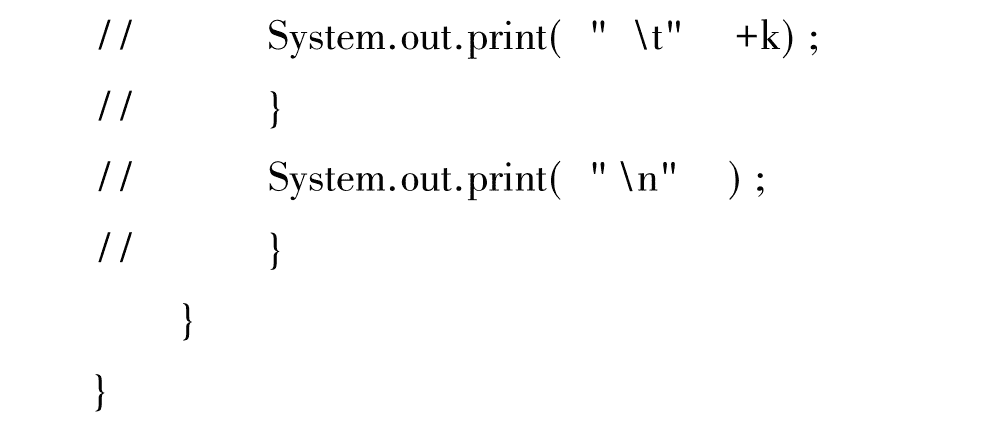 //      System.out.print( " \t"  +k) ;
//      }
//      System.out.print( "\n"  ) ;
//      }
    }
}